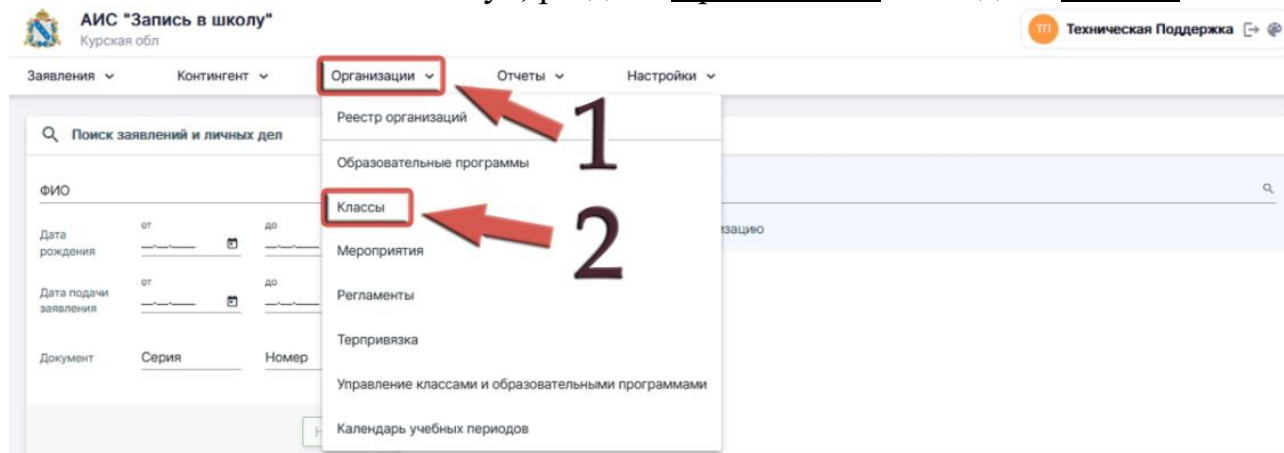 АИС "Запись в школу"
Курская обл
ТП Техническая Поддержка
Заявления Контингент Организации Отчеты Настройки
Реестр организаций
1
Поиск заявлений и личных дел
Образовательные программы
ФИО
Классы
2
Дата рождения от до
Мероприятия
Дата подачи заявления от до
Регламенты
Терпривязка
Документ Серия Номер
Управление классами и образовательными программами
Календарь учебных периодов